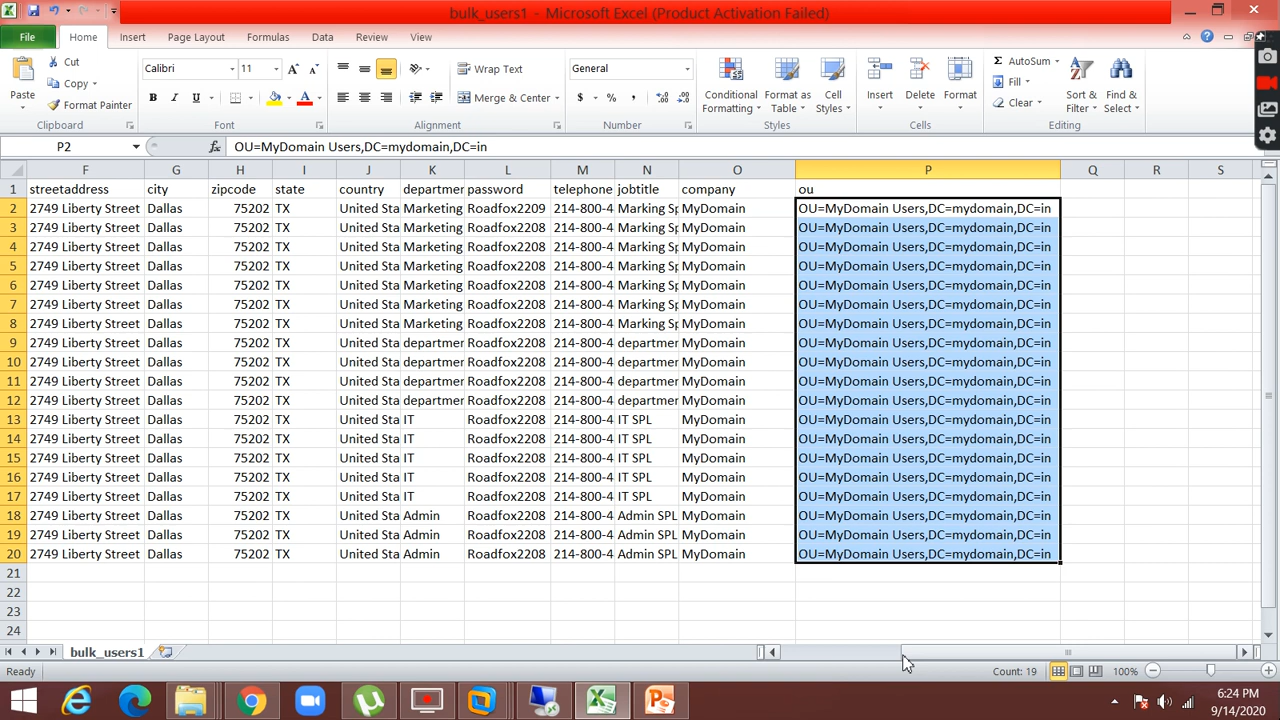 bulk_users1 - Microsoft Excel (Product Activation Failed)
File Home Insert Page Layout Formulas Data Review View
Paste Cut Copy Format Painter
Calibri 11
B I U A
Wrap Text
Merge & Center
General
$ % ,
Conditional Formatting Format as Table Cell Styles
Insert Delete Format
AutoSum Fill Clear
Sort & Filter Find & Select
Clipboard Font Alignment Number Styles Cells Editing
P2 fx OU=MyDomain Users,DC=mydomain,DC=in
F G H I J K L M N O P Q R S
1 streetaddress city zipcode state country departmer password telephone jobtitle company ou
2 2749 Liberty Street Dallas 75202 TX United Sta Marketing Roadfox2209 214-800-4 Marking Sp MyDomain OU=MyDomain Users,DC=mydomain,DC=in
3 2749 Liberty Street Dallas 75202 TX United Sta Marketing Roadfox2208 214-800-4 Marking Sp MyDomain OU=MyDomain Users,DC=mydomain,DC=in
4 2749 Liberty Street Dallas 75202 TX United Sta Marketing Roadfox2208 214-800-4 Marking Sp MyDomain OU=MyDomain Users,DC=mydomain,DC=in
5 2749 Liberty Street Dallas 75202 TX United Sta Marketing Roadfox2208 214-800-4 Marking Sp MyDomain OU=MyDomain Users,DC=mydomain,DC=in
6 2749 Liberty Street Dallas 75202 TX United Sta Marketing Roadfox2208 214-800-4 Marking Sp MyDomain OU=MyDomain Users,DC=mydomain,DC=in
7 2749 Liberty Street Dallas 75202 TX United Sta Marketing Roadfox2208 214-800-4 Marking Sp MyDomain OU=MyDomain Users,DC=mydomain,DC=in
8 2749 Liberty Street Dallas 75202 TX United Sta Marketing Roadfox2208 214-800-4 Marking Sp MyDomain OU=MyDomain Users,DC=mydomain,DC=in
9 2749 Liberty Street Dallas 75202 TX United Sta departmer Roadfox2208 214-800-4 departmer MyDomain OU=MyDomain Users,DC=mydomain,DC=in
10 2749 Liberty Street Dallas 75202 TX United Sta departmer Roadfox2208 214-800-4 departmer MyDomain OU=MyDomain Users,DC=mydomain,DC=in
11 2749 Liberty Street Dallas 75202 TX United Sta departmer Roadfox2208 214-800-4 departmer MyDomain OU=MyDomain Users,DC=mydomain,DC=in
12 2749 Liberty Street Dallas 75202 TX United Sta departmer Roadfox2208 214-800-4 departmer MyDomain OU=MyDomain Users,DC=mydomain,DC=in
13 2749 Liberty Street Dallas 75202 TX United Sta IT Roadfox2208 214-800-4 IT SPL MyDomain OU=MyDomain Users,DC=mydomain,DC=in
14 2749 Liberty Street Dallas 75202 TX United Sta IT Roadfox2208 214-800-4 IT SPL MyDomain OU=MyDomain Users,DC=mydomain,DC=in
15 2749 Liberty Street Dallas 75202 TX United Sta IT Roadfox2208 214-800-4 IT SPL MyDomain OU=MyDomain Users,DC=mydomain,DC=in
16 2749 Liberty Street Dallas 75202 TX United Sta IT Roadfox2208 214-800-4 IT SPL MyDomain OU=MyDomain Users,DC=mydomain,DC=in
17 2749 Liberty Street Dallas 75202 TX United Sta IT Roadfox2208 214-800-4 IT SPL MyDomain OU=MyDomain Users,DC=mydomain,DC=in
18 2749 Liberty Street Dallas 75202 TX United Sta Admin Roadfox2208 214-800-4 Admin SPL MyDomain OU=MyDomain Users,DC=mydomain,DC=in
19 2749 Liberty Street Dallas 75202 TX United Sta Admin Roadfox2208 214-800-4 Admin SPL MyDomain OU=MyDomain Users,DC=mydomain,DC=in
20 2749 Liberty Street Dallas 75202 TX United Sta Admin Roadfox2208 214-800-4 Admin SPL MyDomain OU=MyDomain Users,DC=mydomain,DC=in
21
22
23
24
bulk_users1
Ready Count: 19 100%
6:24 PM
9/14/2020